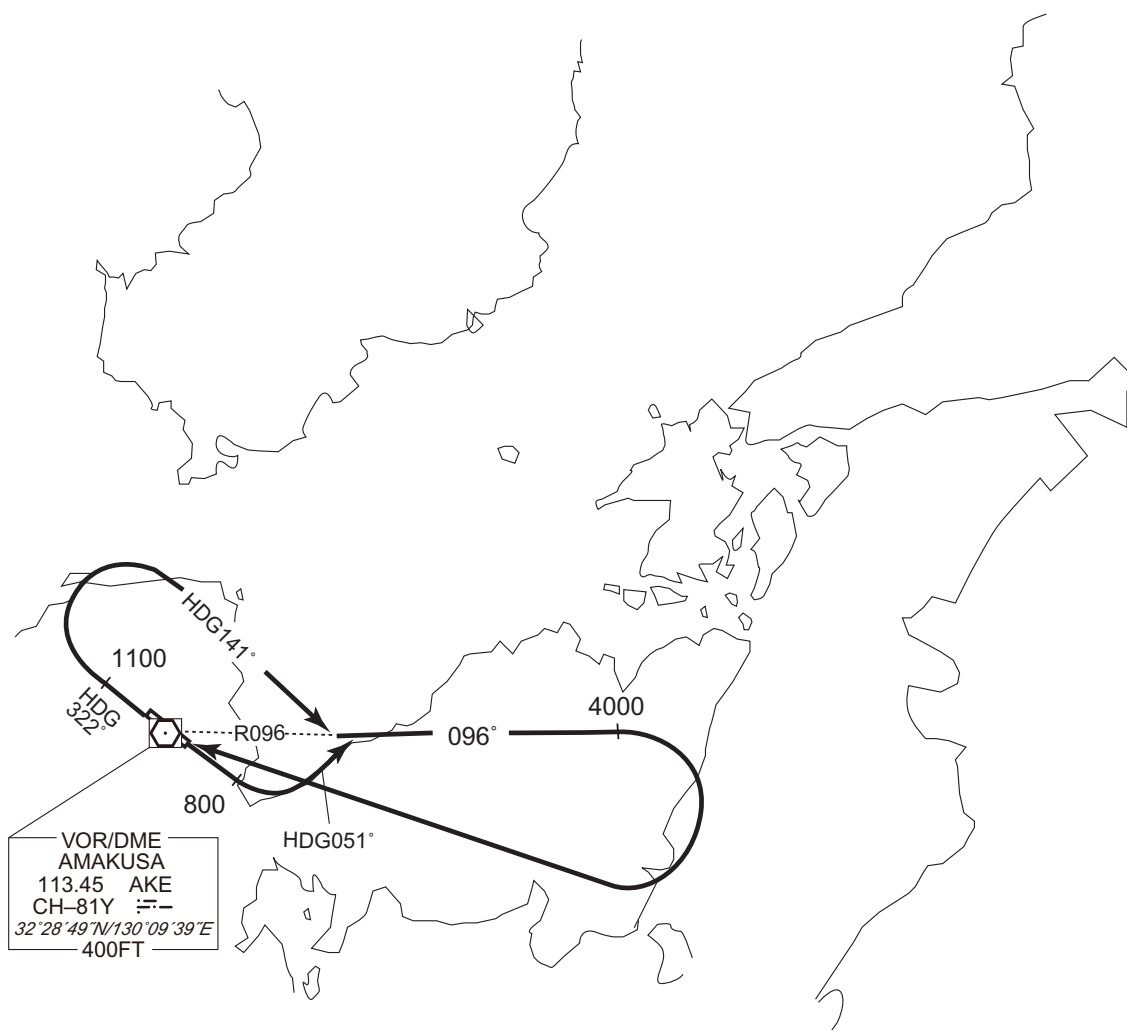 HDG141°
1100
HDG
322°
R096
096°
4000
800
HDG051°
VOR/DME
AMAKUSA
113.45 AKE
CH–81Y
32°28′49″N/130°09′39″E
400FT